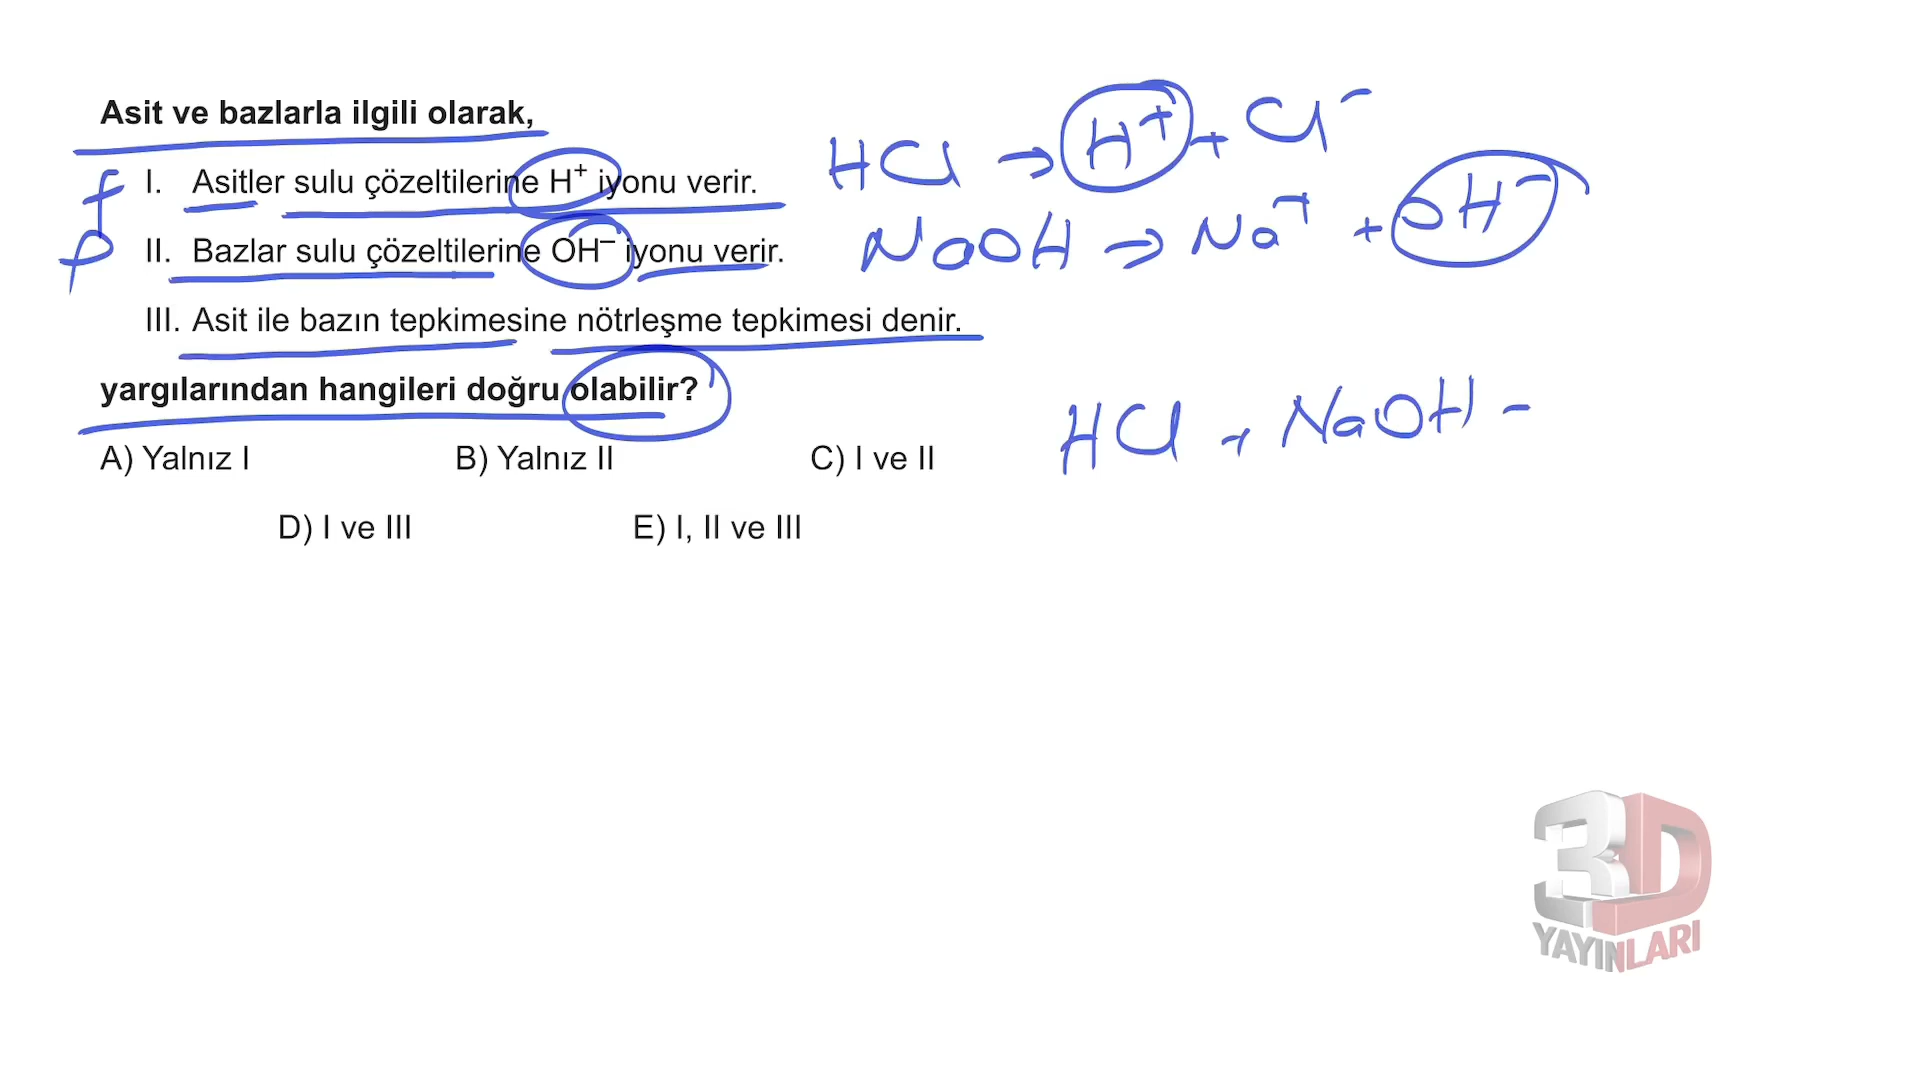 Asit ve bazlarla ilgili olarak,
I. Asitler sulu çözeltilerine H⁺ iyonu verir.
II. Bazlar sulu çözeltilerine OH⁻ iyonu verir.
III. Asit ile bazın tepkimesine nötrleşme tepkimesi denir.
yargılarından hangileri doğru olabilir?
A) Yalnız I B) Yalnız II C) I ve II
D) I ve III E) I, II ve III
HCl → H⁺ + Cl⁻
NaOH → Na⁺ + OH⁻
HCl + NaOH -
3D
YAYINLARI